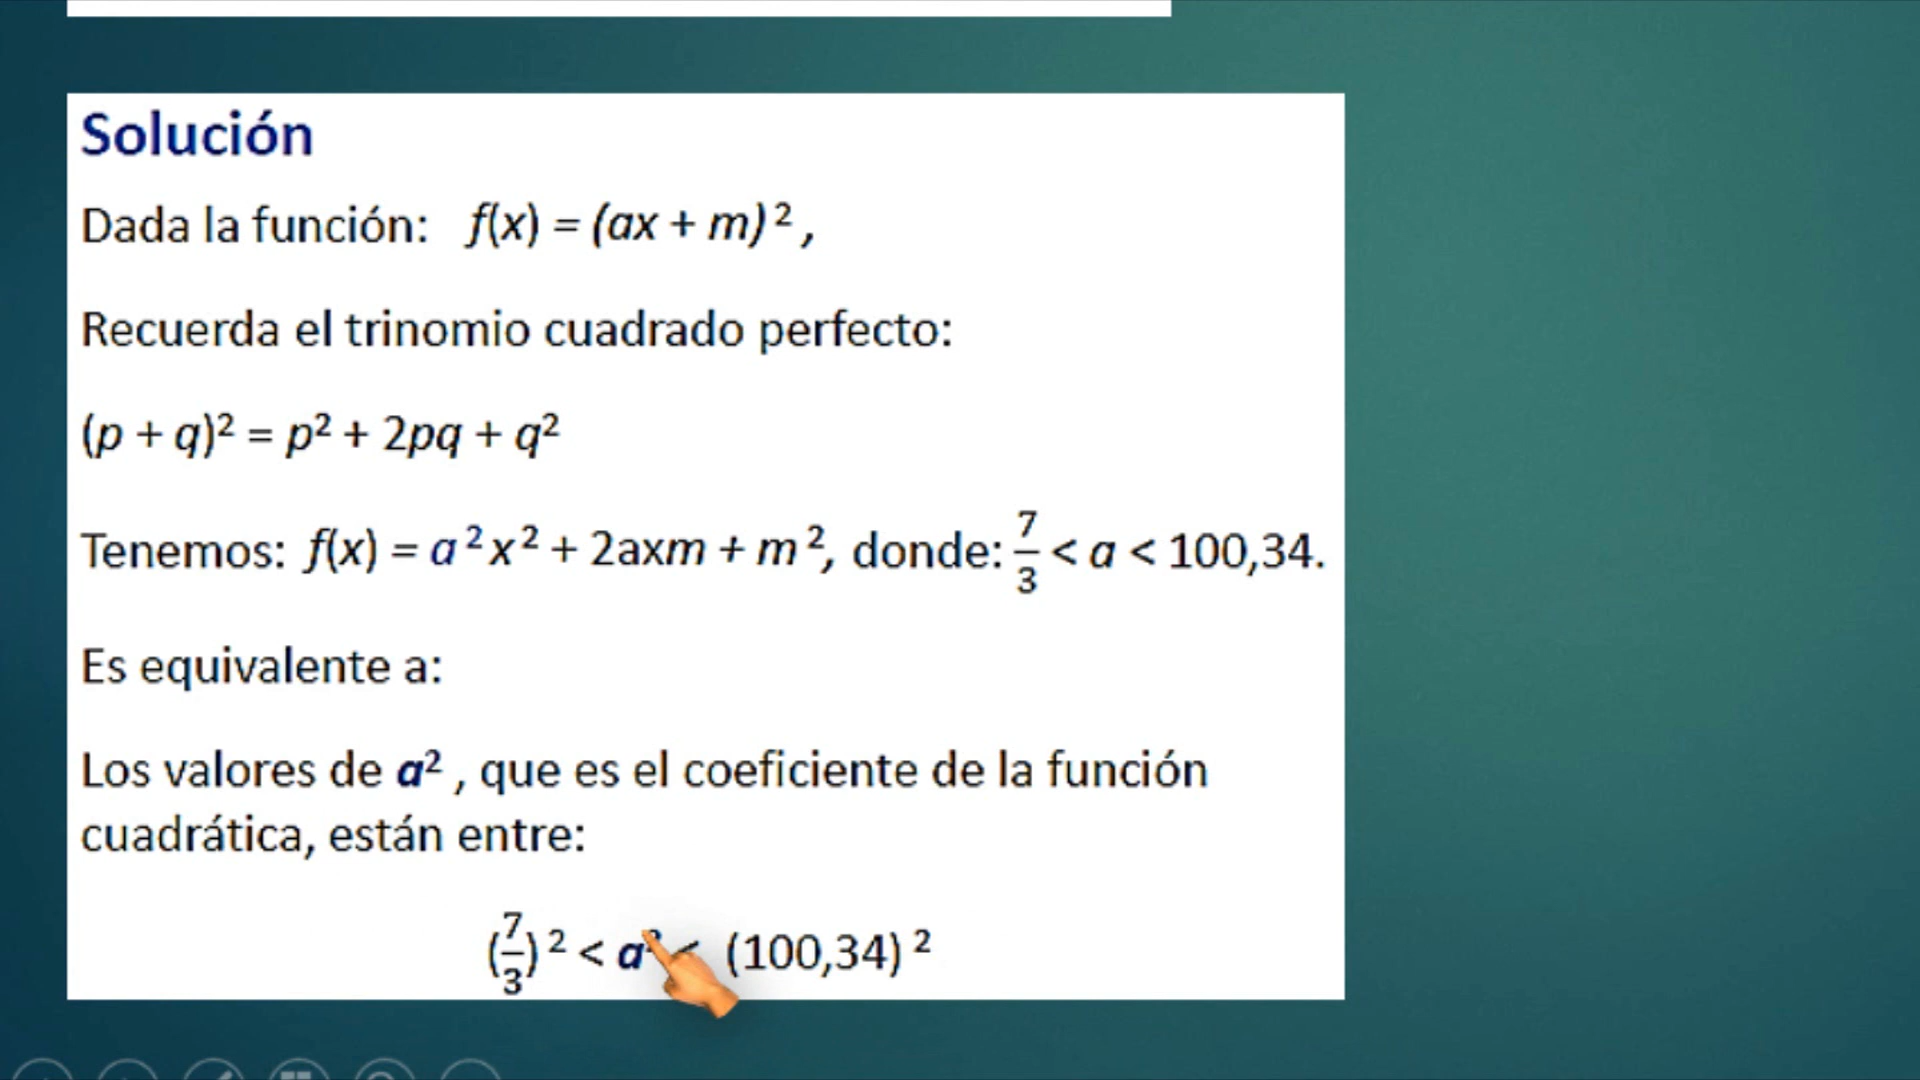 Solución
Dada la función: f(x) = (ax + m)²,
Recuerda el trinomio cuadrado perfecto:
(p + q)² = p² + 2pq + q²
Tenemos: f(x) = a²x² + 2axm + m², donde: 7/3 < a < 100,34.
Es equivalente a:
Los valores de a², que es el coeficiente de la función
cuadrática, están entre:
(7/3)² < a² < (100,34)²